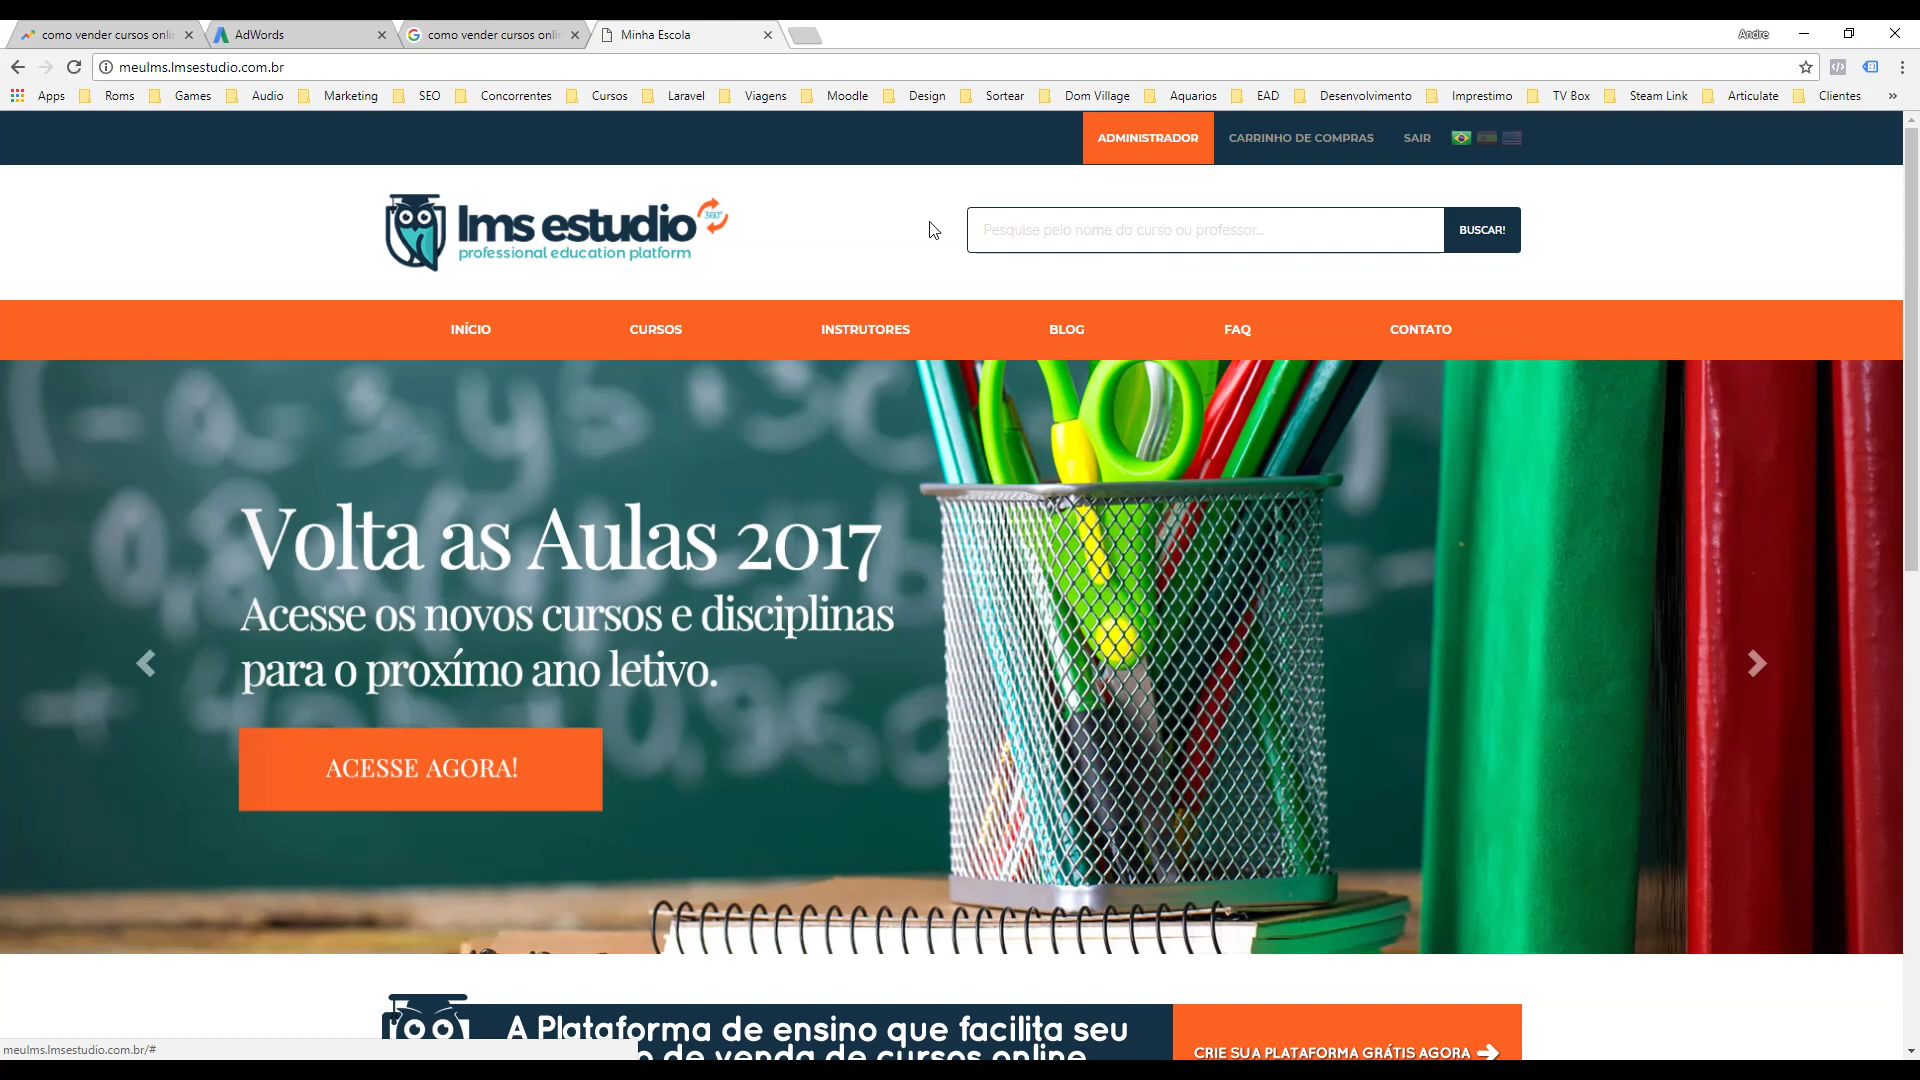 como vender cursos onli
AdWords
como vender cursos onli
Minha Escola
Andre
meulms.lmsestudio.com.br
Apps
Roms
Games
Audio
Marketing
SEO
Concorrentes
Cursos
Laravel
Viagens
Moodle
Design
Sortear
Dom Village
Aquarios
EAD
Desenvolvimento
Imprestimo
TV Box
Steam Link
Articulate
Clientes
»
ADMINISTRADOR
CARRINHO DE COMPRAS
SAIR
lms estudio
360°
professional education platform
Pesquise pelo nome do curso ou professor...
BUSCAR!
INÍCIO
CURSOS
INSTRUTORES
BLOG
FAQ
CONTATO
Volta as Aulas 2017
Acesse os novos cursos e disciplinas
para o proxímo ano letivo.
ACESSE AGORA!
A Plataforma de ensino que facilita seu
de venda de cursos online
CRIE SUA PLATAFORMA GRÁTIS AGORA
meulms.lmsestudio.com.br/#